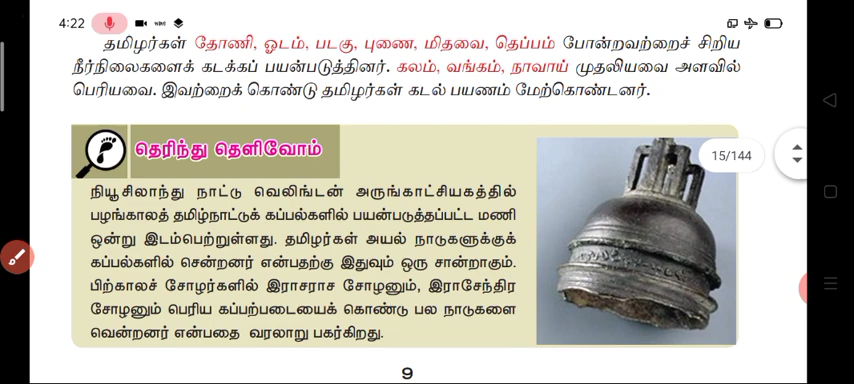 4:22
தமிழர்கள் தோணி, ஓடம், படகு, புணை, மிதவை, தெப்பம் போன்றவற்றைச் சிறிய
நீர்நிலைகளைக் கடக்கப் பயன்படுத்தினர். கலம், வங்கம், நாவாய் முதலியவை அளவில்
பெரியவை. இவற்றைக் கொண்டு தமிழர்கள் கடல் பயணம் மேற்கொண்டனர்.
தெரிந்து தெளிவோம்
15/144
நியூசிலாந்து நாட்டு வெலிங்டன் அருங்காட்சியகத்தில்
பழங்காலத் தமிழ்நாட்டுக் கப்பல்களில் பயன்படுத்தப்பட்ட மணி
ஒன்று இடம்பெற்றுள்ளது. தமிழர்கள் அயல் நாடுகளுக்குக்
கப்பல்களில் சென்றனர் என்பதற்கு இதுவும் ஒரு சான்றாகும்.
பிற்காலச் சோழர்களில் இராசராச சோழனும், இராசேந்திர
சோழனும் பெரிய கப்பற்படையைக் கொண்டு பல நாடுகளை
வென்றனர் என்பதை வரலாறு பகர்கிறது.
9